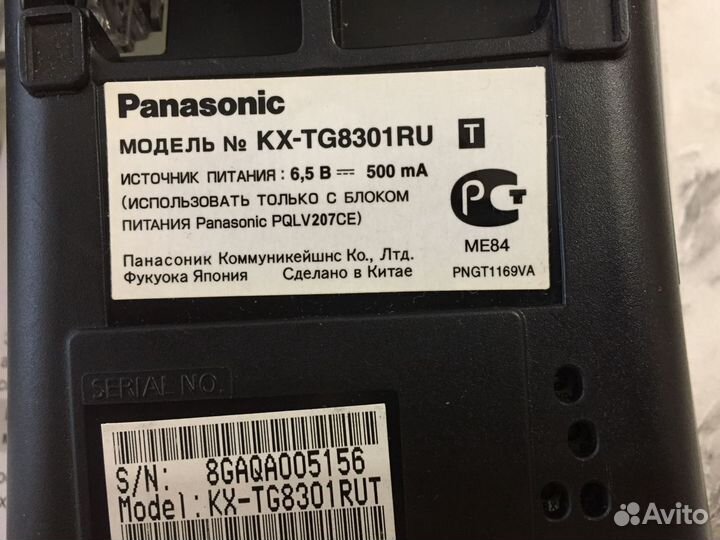 Panasonic
МОДЕЛЬ № KX-TG8301RU T
ИСТОЧНИК ПИТАНИЯ : 6,5 В ⎓ 500 mA
(ИСПОЛЬЗОВАТЬ ТОЛЬКО С БЛОКОМ
ПИТАНИЯ Panasonic PQLV207CE)
РСТ
ME84
Панасоник Коммуникейшнс Ко., Лтд.
Фукуока Япония Сделано в Китае
PNGT1169VA
SERIAL NO.
S/N: 8GAQA005156
Model: KX-TG8301RUT
Avito